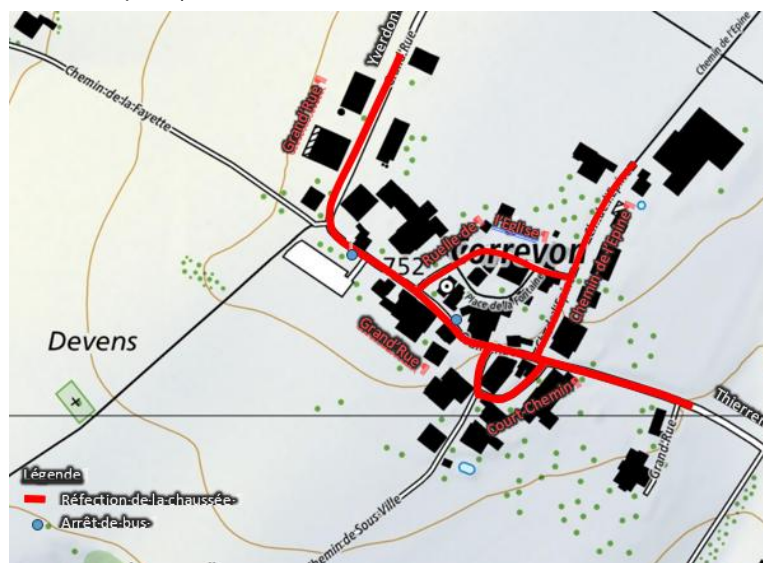 Yverdon
Grand'Rue
Chemin de l'Epine
Chemin-de-la-Fayette
Grand'Rue¶
Ruelle-de¶
l'Eglise¶
Correvon
752
Chemin-de-l'Epine¶
Place de la Fontaine
Grand'Rue¶
Devens
Court-Chemin¶
Thierren
Grand'Rue
Légende
Réfection-de-la-chaussée-
Arrêt-de-bus-
Chemin de Sous-Ville